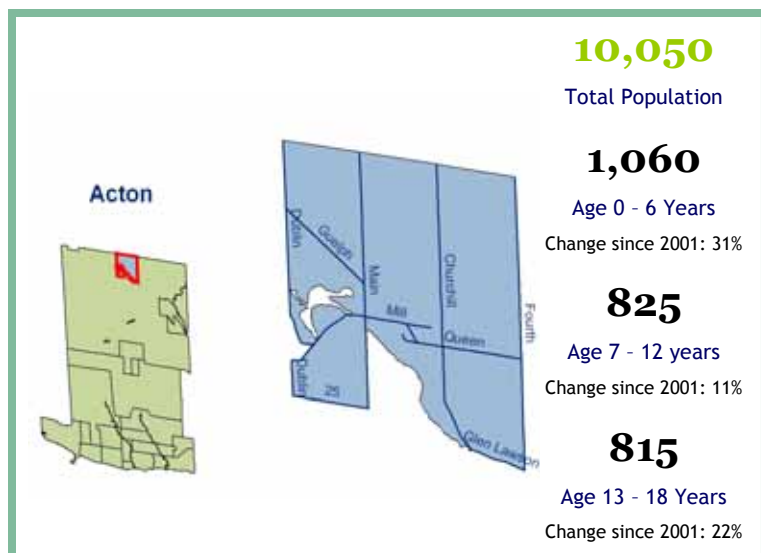 10,050
Total Population
1,060
Age 0 – 6 Years
Change since 2001: 31%
825
Age 7 – 12 years
Change since 2001: 11%
815
Age 13 – 18 Years
Change since 2001: 22%
Acton
Dublin
Guelph
Main
Churchill
Fourth
Mill
Queen
Dublin
25
Glen Lawson